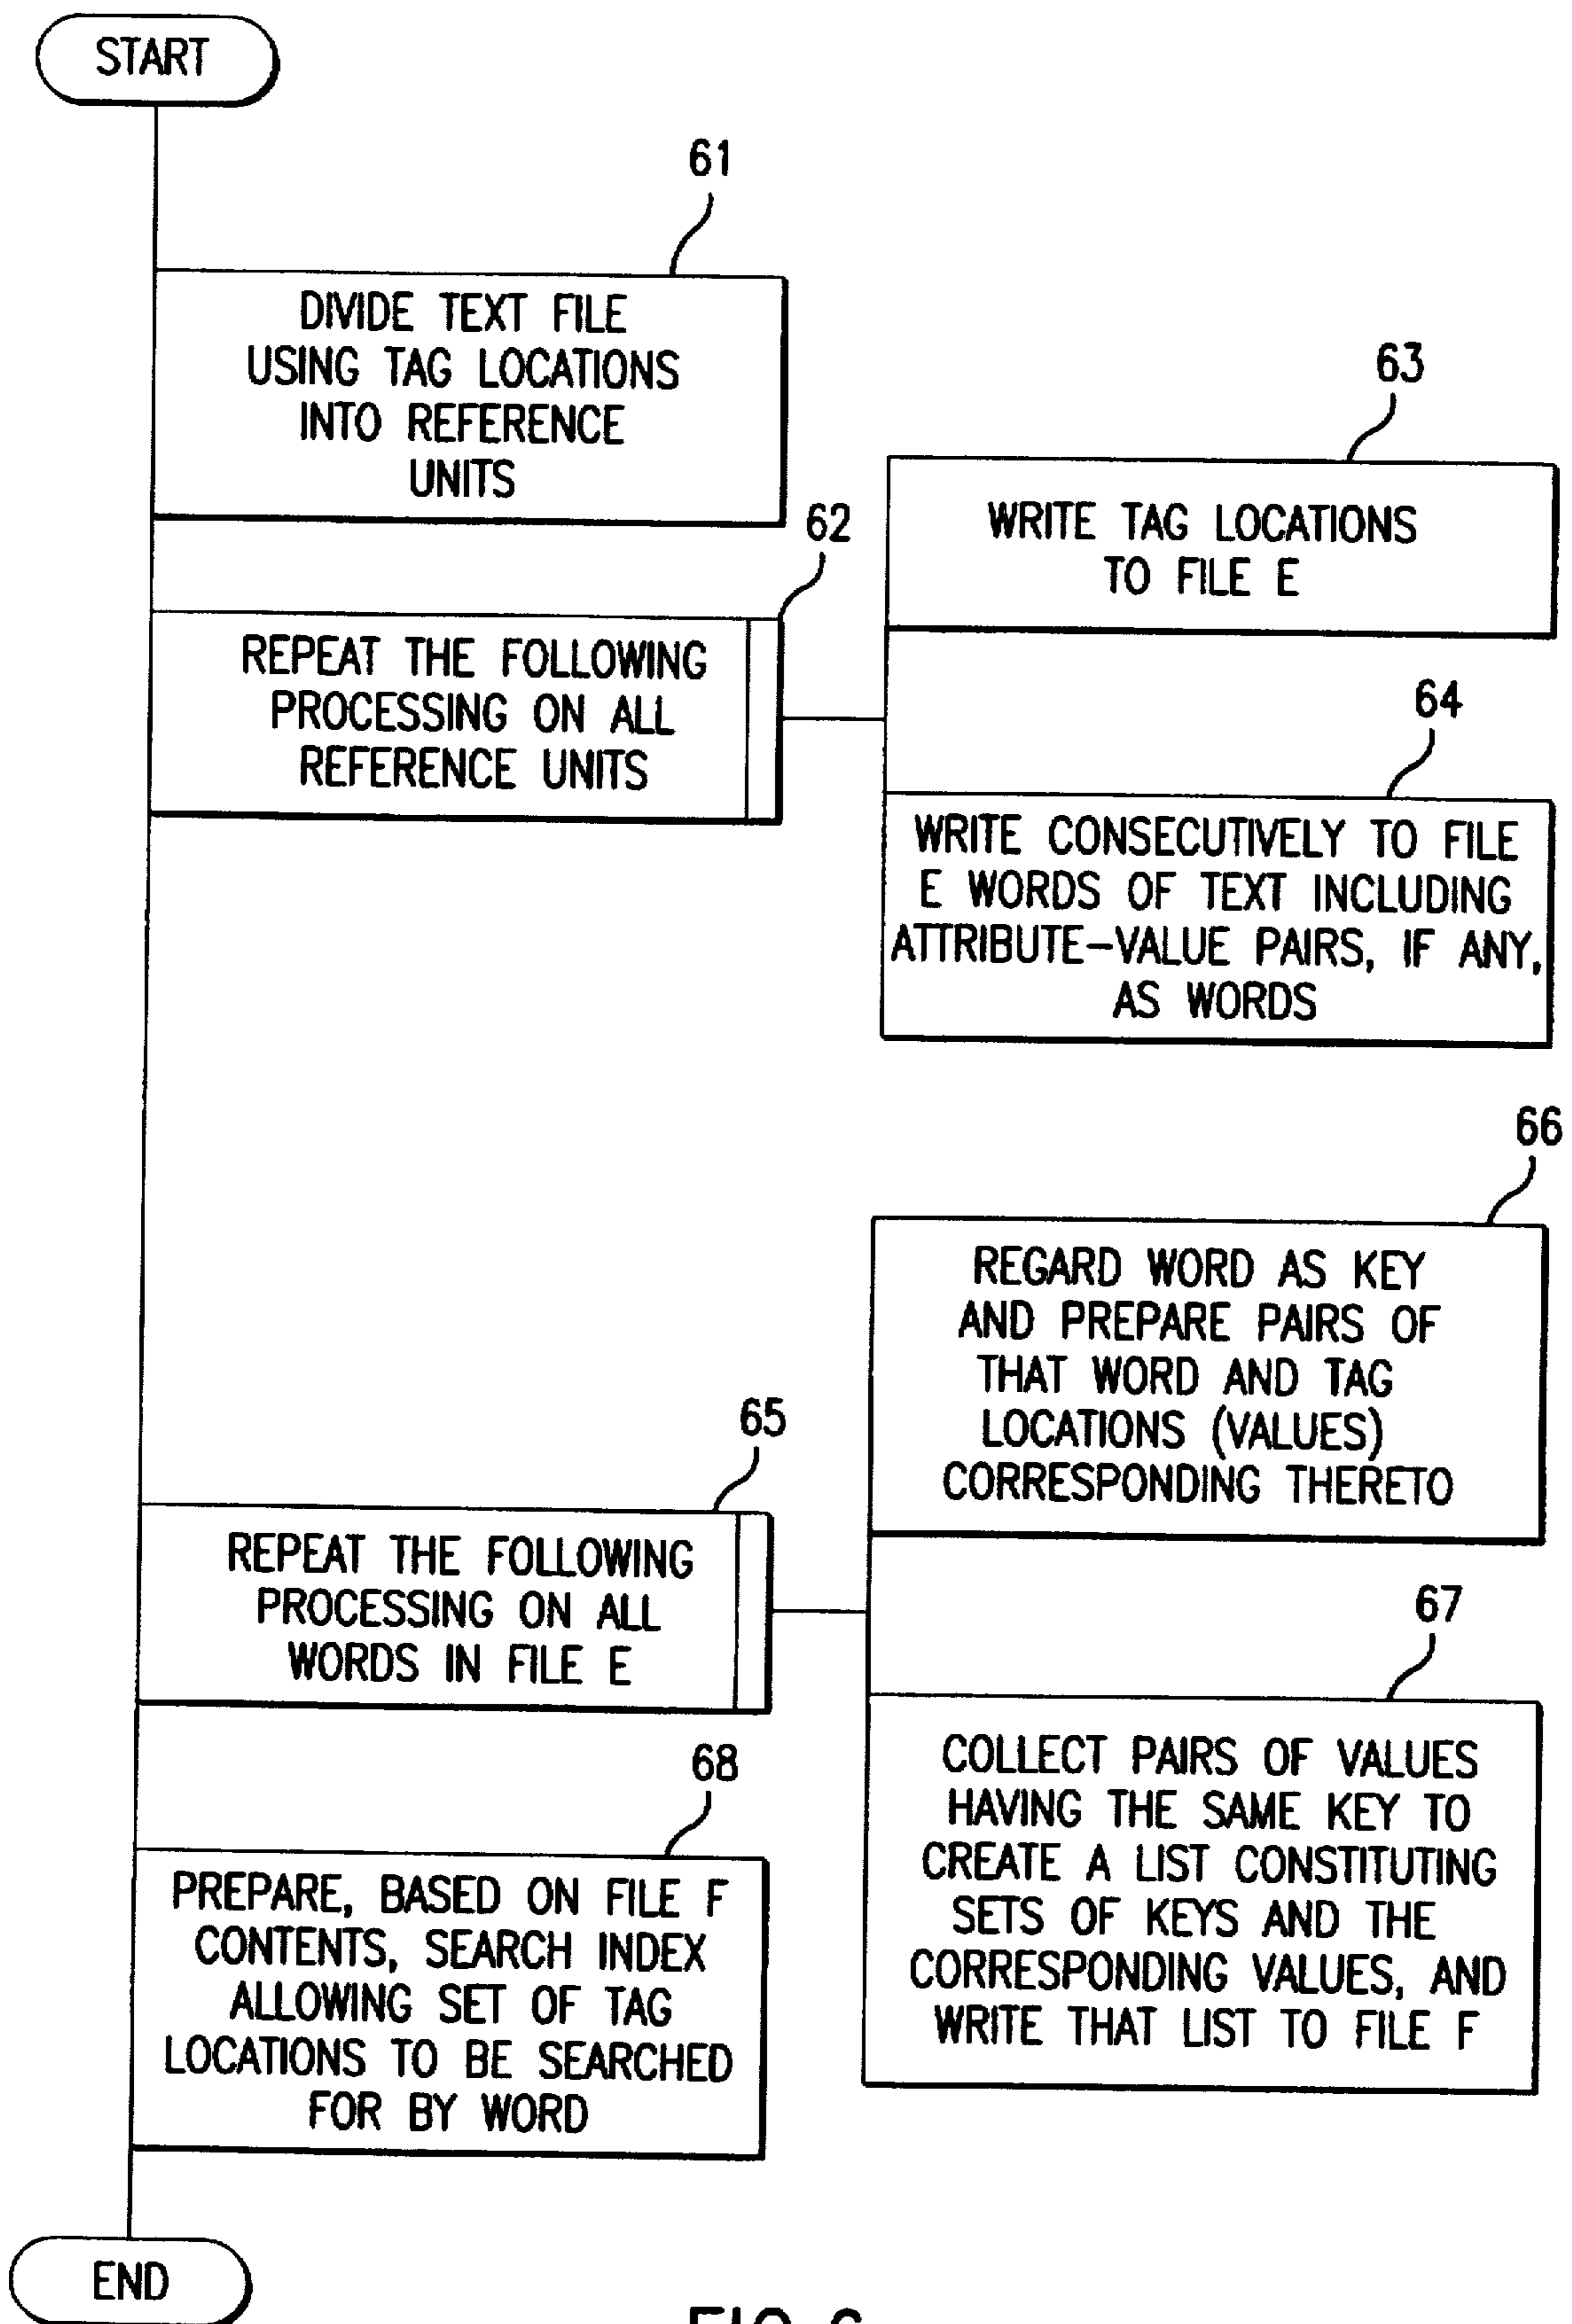 START
61
DIVIDE TEXT FILE
USING TAG LOCATIONS
INTO REFERENCE
UNITS
62
REPEAT THE FOLLOWING
PROCESSING ON ALL
REFERENCE UNITS
63
WRITE TAG LOCATIONS
TO FILE E
64
WRITE CONSECUTIVELY TO FILE
E WORDS OF TEXT INCLUDING
ATTRIBUTE-VALUE PAIRS, IF ANY,
AS WORDS
65
REPEAT THE FOLLOWING
PROCESSING ON ALL
WORDS IN FILE E
66
REGARD WORD AS KEY
AND PREPARE PAIRS OF
THAT WORD AND TAG
LOCATIONS (VALUES)
CORRESPONDING THERETO
67
COLLECT PAIRS OF VALUES
HAVING THE SAME KEY TO
CREATE A LIST CONSTITUTING
SETS OF KEYS AND THE
CORRESPONDING VALUES, AND
WRITE THAT LIST TO FILE F
68
PREPARE, BASED ON FILE F
CONTENTS, SEARCH INDEX
ALLOWING SET OF TAG
LOCATIONS TO BE SEARCHED
FOR BY WORD
END